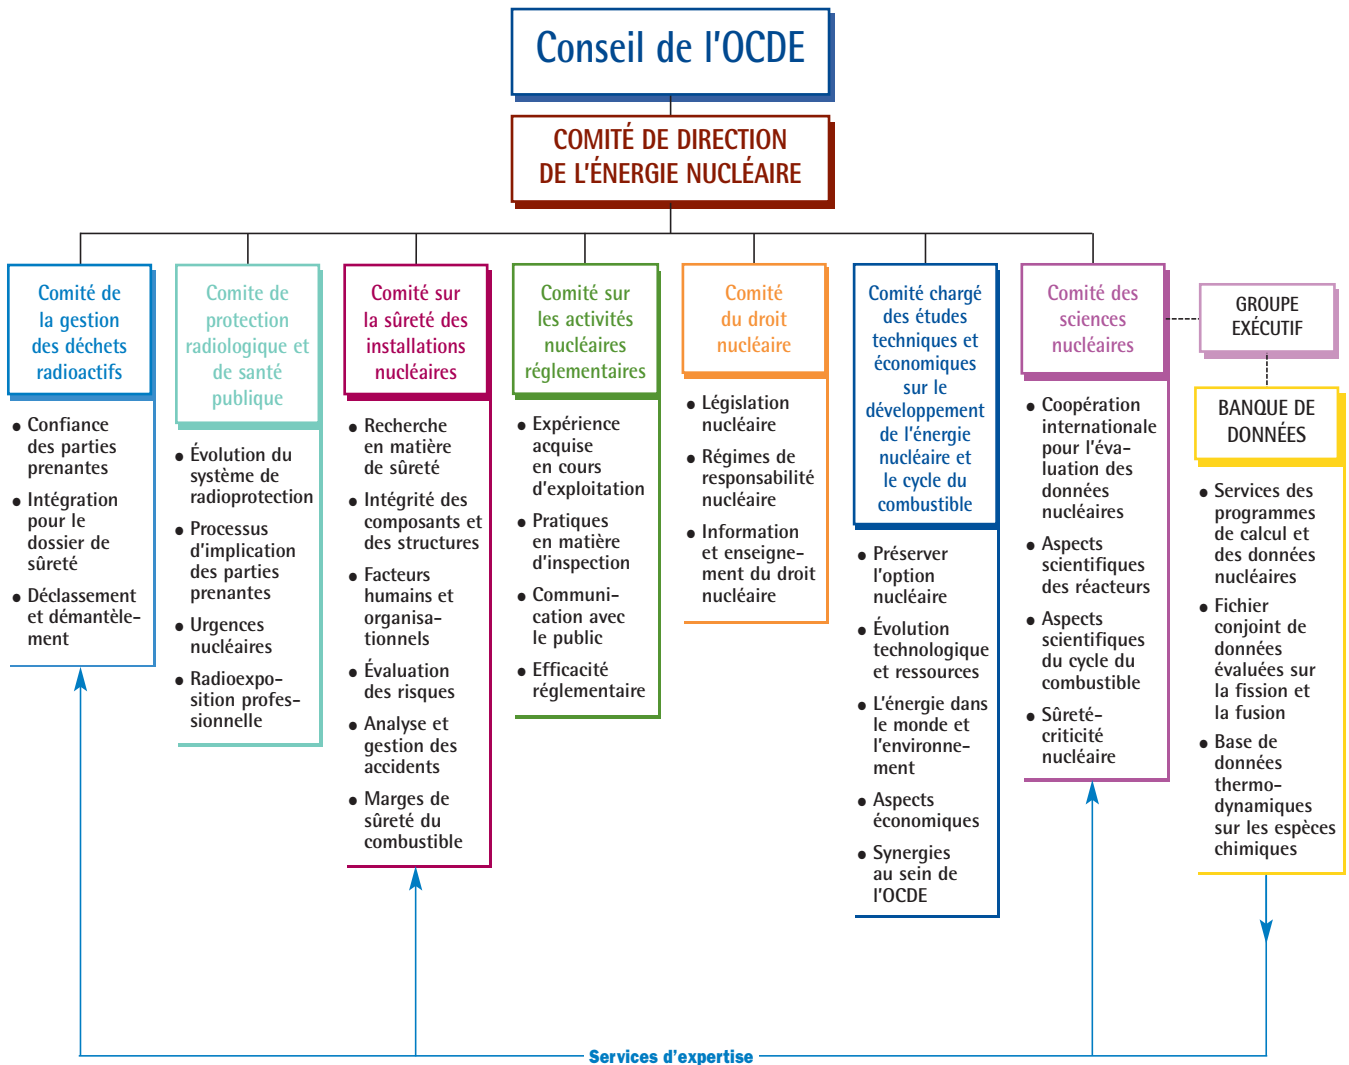 Conseil de l'OCDE
COMITÉ DE DIRECTION
DE L'ÉNERGIE NUCLÉAIRE
Comité de
la gestion
des déchets
radioactifs
● Confiance
des parties
prenantes
● Intégration
pour le
dossier de
sûreté
● Déclassement
et démantèle-
ment
Comite de
protection
radiologique et
de santé
publique
● Évolution du
système de
radioprotection
● Processus
d'implication
des parties
prenantes
● Urgences
nucléaires
● Radioexpo-
sition profes-
sionnelle
Comité sur
la sûreté des
installations
nucléaires
● Recherche
en matière
de sûreté
● Intégrité des
composants et
des structures
● Facteurs
humains et
organisa-
tionnels
● Évaluation
des risques
● Analyse et
gestion des
accidents
● Marges de
sûreté du
combustible
Comité sur
les activités
nucléaires
réglementaires
● Expérience
acquise
en cours
d'exploitation
● Pratiques
en matière
d'inspection
● Communi-
cation avec
le public
● Efficacité
réglementaire
Comité
du droit
nucléaire
● Législation
nucléaire
● Régimes de
responsabilité
nucléaire
● Information
et enseigne-
ment du droit
nucléaire
Comité chargé
des études
techniques et
économiques
sur le
développement
de l'énergie
nucléaire et
le cycle du
combustible
● Préserver
l'option
nucléaire
● Évolution
technologique
et ressources
● L'énergie dans
le monde et
l'environne-
ment
● Aspects
économiques
● Synergies
au sein de
l'OCDE
Comité des
sciences
nucléaires
● Coopération
internationale
pour l'éva-
luation des
données
nucléaires
● Aspects
scientifiques
des réacteurs
● Aspects
scientifiques
du cycle du
combustible
● Sûreté-
criticité
nucléaire
GROUPE
EXÉCUTIF
BANQUE DE
DONNÉES
● Services des
programmes
de calcul et
des données
nucléaires
● Fichier
conjoint de
données
évaluées sur
la fission et
la fusion
● Base de
données
thermo-
dynamiques
sur les espèces
chimiques
Services d'expertise